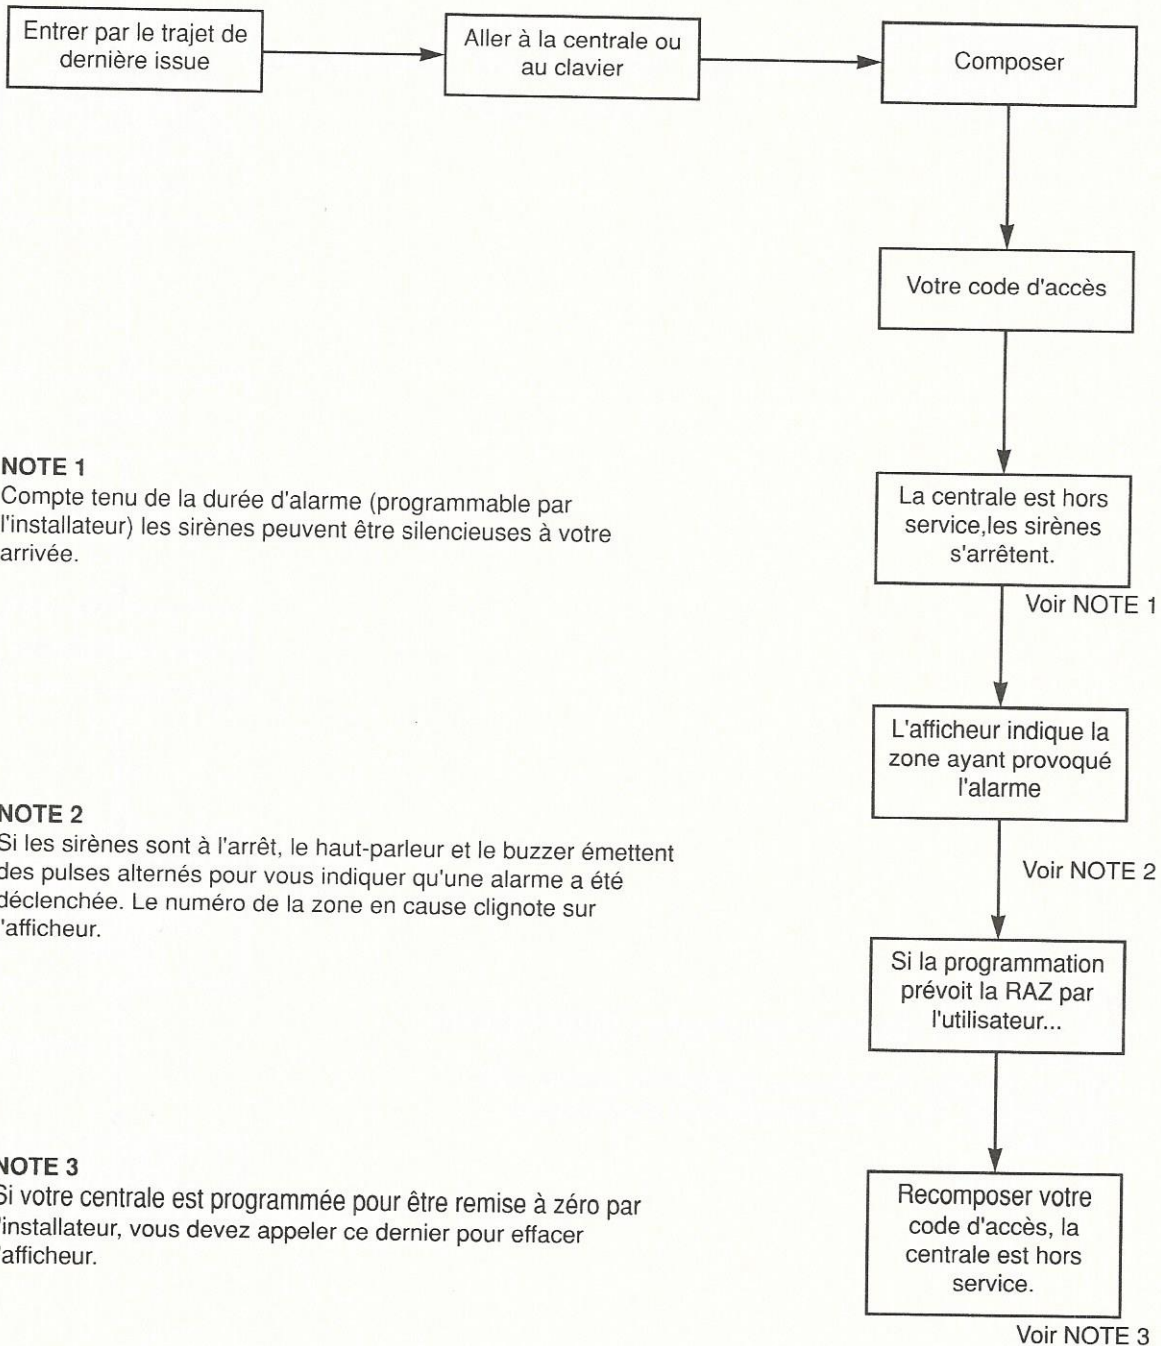 Entrer par le trajet de
dernière issue
Aller à la centrale ou
au clavier
Composer
Votre code d'accès
La centrale est hors
service,les sirènes
s'arrêtent.
Voir NOTE 1
NOTE 1
Compte tenu de la durée d'alarme (programmable par
l'installateur) les sirènes peuvent être silencieuses à votre
arrivée.
L'afficheur indique la
zone ayant provoqué
l'alarme
Voir NOTE 2
NOTE 2
Si les sirènes sont à l'arrêt, le haut-parleur et le buzzer émettent
des pulses alternés pour vous indiquer qu'une alarme a été
déclenchée. Le numéro de la zone en cause clignote sur
l'afficheur.
Si la programmation
prévoit la RAZ par
l'utilisateur...
Recomposer votre
code d'accès, la
centrale est hors
service.
Voir NOTE 3
NOTE 3
Si votre centrale est programmée pour être remise à zéro par
l'installateur, vous devez appeler ce dernier pour effacer
l'afficheur.